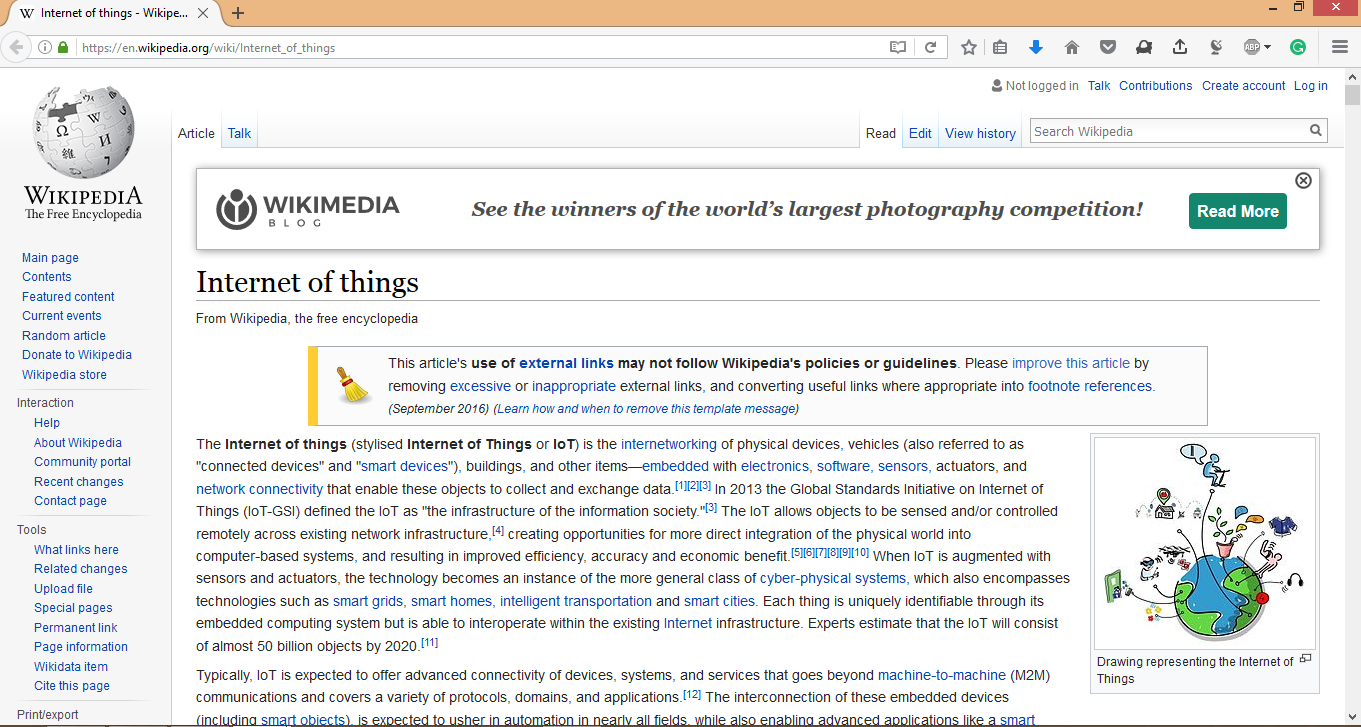 Internet of things - Wikipe...
https://en.wikipedia.org/wiki/Internet_of_things
ABP
Not logged in Talk Contributions Create account Log in
Article Talk
Read Edit View history Search Wikipedia
WIKIPEDIA
The Free Encyclopedia
WIKIMEDIA
BLOG
See the winners of the world's largest photography competition!
Read More
Main page
Contents
Featured content
Current events
Random article
Donate to Wikipedia
Wikipedia store
Interaction
Help
About Wikipedia
Community portal
Recent changes
Contact page
Tools
What links here
Related changes
Upload file
Special pages
Permanent link
Page information
Wikidata item
Cite this page
Print/export
Internet of things
From Wikipedia, the free encyclopedia
This article's use of external links may not follow Wikipedia's policies or guidelines. Please improve this article by
removing excessive or inappropriate external links, and converting useful links where appropriate into footnote references.
(September 2016) (Learn how and when to remove this template message)
The Internet of things (stylised Internet of Things or IoT) is the internetworking of physical devices, vehicles (also referred to as
"connected devices" and "smart devices"), buildings, and other items—embedded with electronics, software, sensors, actuators, and
network connectivity that enable these objects to collect and exchange data.[1][2][3] In 2013 the Global Standards Initiative on Internet of
Things (IoT-GSI) defined the IoT as "the infrastructure of the information society."[3] The IoT allows objects to be sensed and/or controlled
remotely across existing network infrastructure,[4] creating opportunities for more direct integration of the physical world into
computer-based systems, and resulting in improved efficiency, accuracy and economic benefit.[5][6][7][8][9][10] When IoT is augmented with
sensors and actuators, the technology becomes an instance of the more general class of cyber-physical systems, which also encompasses
technologies such as smart grids, smart homes, intelligent transportation and smart cities. Each thing is uniquely identifiable through its
embedded computing system but is able to interoperate within the existing Internet infrastructure. Experts estimate that the IoT will consist
of almost 50 billion objects by 2020.[11]
Typically, IoT is expected to offer advanced connectivity of devices, systems, and services that goes beyond machine-to-machine (M2M)
communications and covers a variety of protocols, domains, and applications.[12] The interconnection of these embedded devices
(including smart objects), is expected to usher in automation in nearly all fields, while also enabling advanced applications like a smart
Drawing representing the Internet of
Things